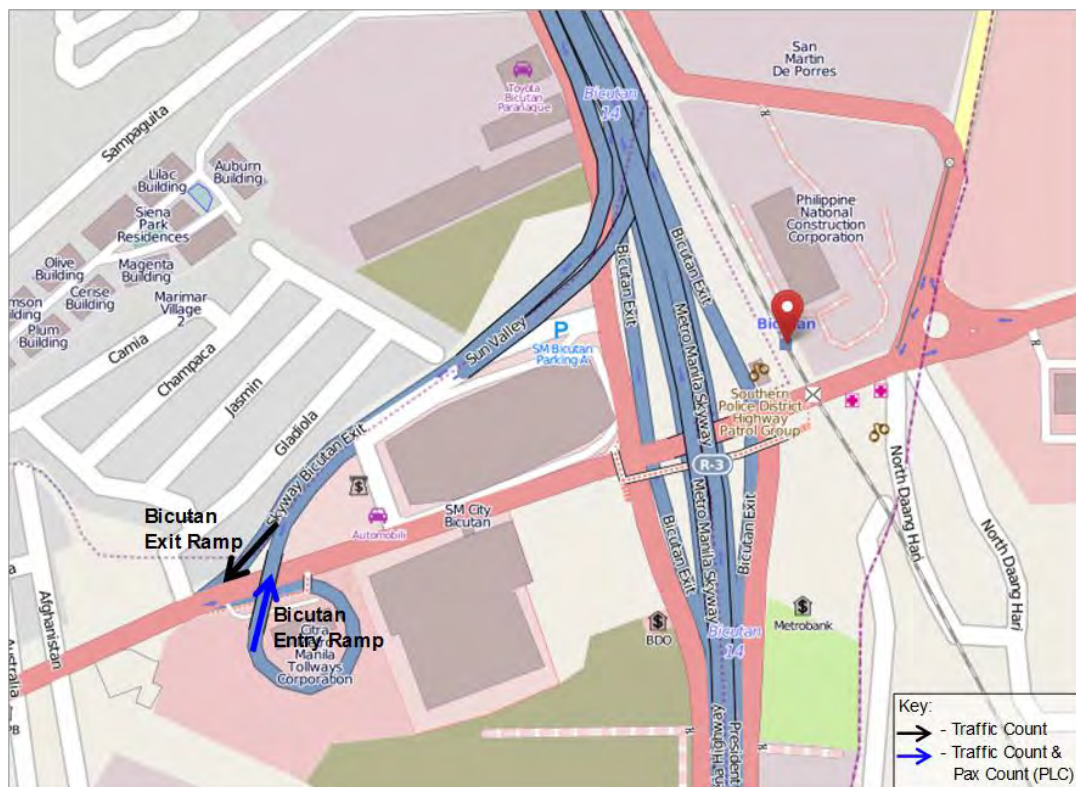 San
Martin
De Porres
Toyota
Bicutan
Paranaque
Bicutan
14
Sampaguita
Lilac
Building
Auburn
Building
Siena
Park
Residences
Philippine
National
Construction
Corporation
Olive
Building
Magenta
Building
Cerise
Building
Marimar
Village
2
Building
Plum
Building
Camia
Champaca
Jasmin
Gladiola
Sun Valley
P
SM Bicutan
Parking A
Bicutan Exit
Bicutan Exit
Metro Manila Skyway
Bicutan
Southern
Police District
Highway
Patrol Group
R-3
Skyway Bicutan Exit
SM City
Bicutan
Automobili
Bicutan
Exit Ramp
Bicutan
Entry Ramp
Citra
Manila
Tollways
Corporation
Bicutan Exit
Metro Manila Skyway
Bicutan Exit
North Daang Hari
North Daang Hari
Afghanistan
Australia
BDO
Metrobank
Bicutan
14
Highway
President
Key:
- Traffic Count
- Traffic Count &
Pax Count (PLC)